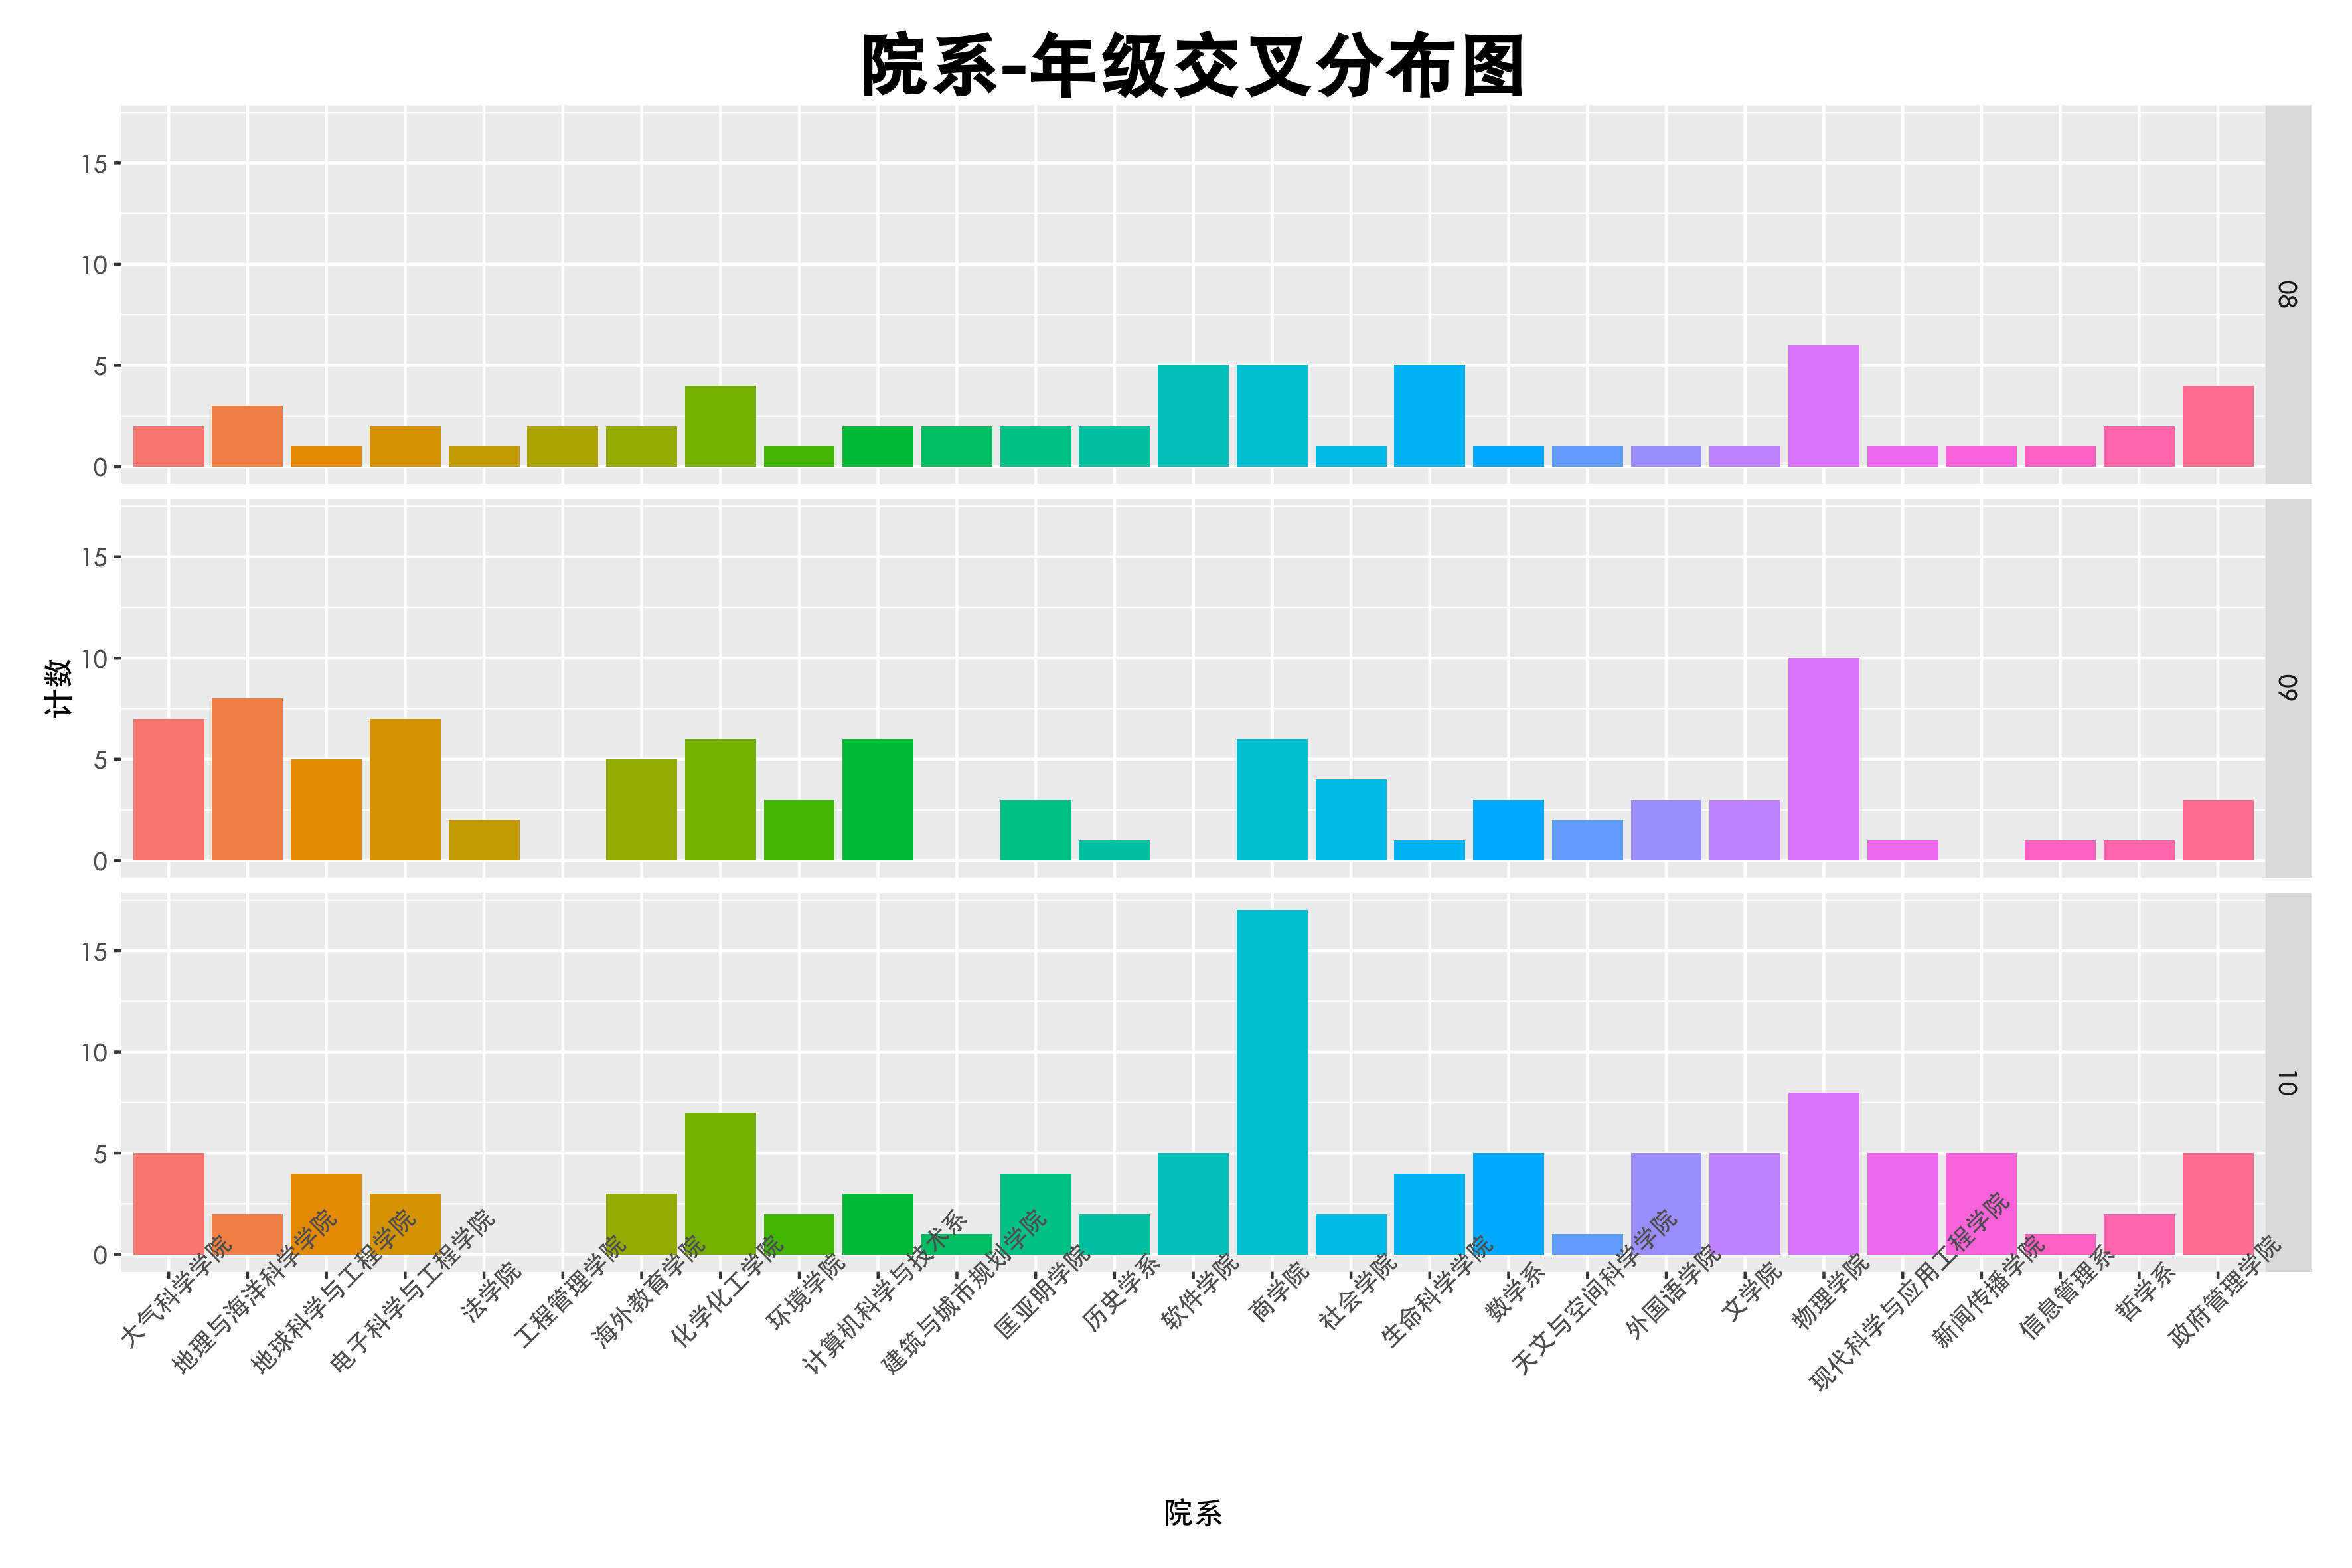 院系-年级交叉分布图
15
10
5
0
08
15
10
5
0
09
计数
15
10
5
0
10
大气科学学院
地理与海洋科学学院
地球科学与工程学院
电子科学与工程学院
法学院
工程管理学院
海外教育学院
化学化工学院
环境学院
计算机科学与技术系
建筑与城市规划学院
匡亚明学院
历史学系
软件学院
商学院
社会学院
生命科学学院
数学系
天文与空间科学学院
外国语学院
文学院
物理学院
现代科学与应用工程学院
新闻传播学院
信息管理系
哲学系
政府管理学院
院系